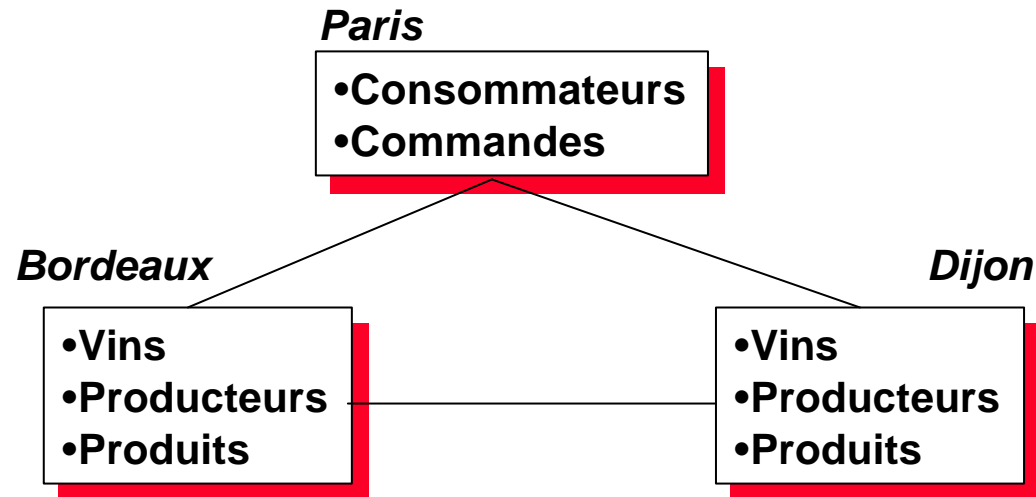 Paris
•Consommateurs
•Commandes
Bordeaux
•Vins
•Producteurs
•Produits
Dijon
•Vins
•Producteurs
•Produits